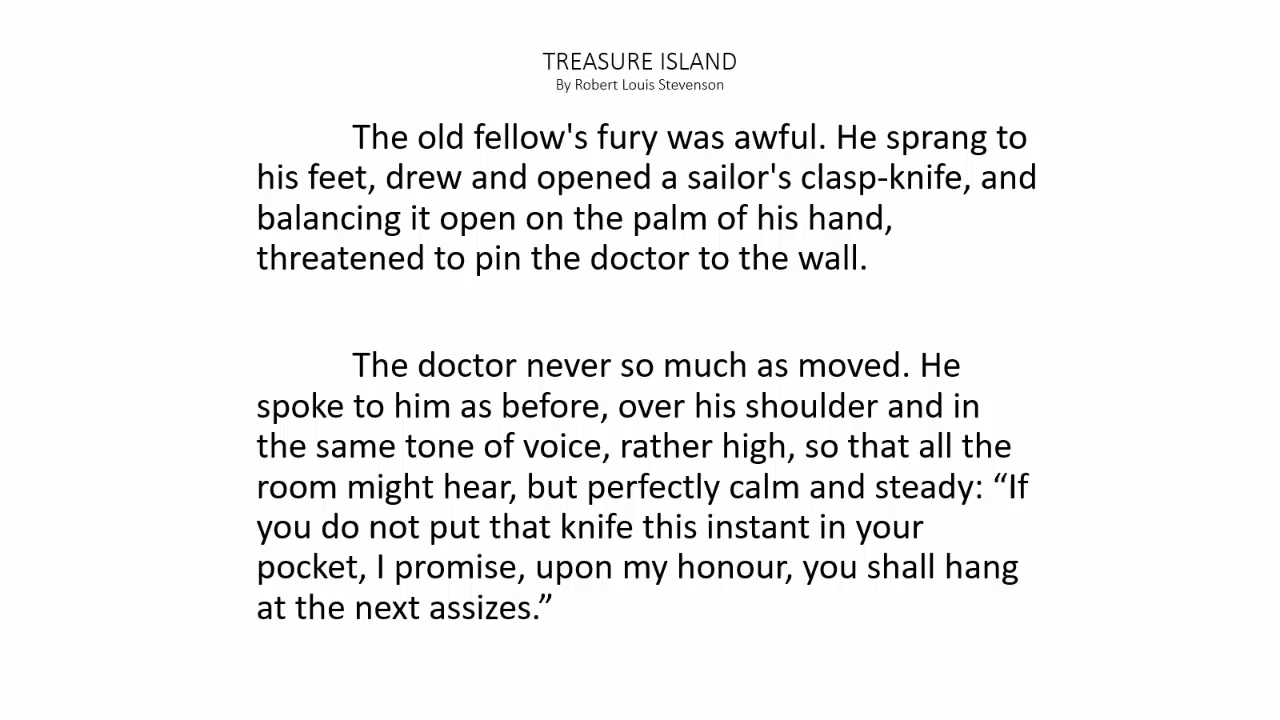 TREASURE ISLAND
By Robert Louis Stevenson
The old fellow's fury was awful. He sprang to
his feet, drew and opened a sailor's clasp-knife, and
balancing it open on the palm of his hand,
threatened to pin the doctor to the wall.
The doctor never so much as moved. He
spoke to him as before, over his shoulder and in
the same tone of voice, rather high, so that all the
room might hear, but perfectly calm and steady: “If
you do not put that knife this instant in your
pocket, I promise, upon my honour, you shall hang
at the next assizes.”